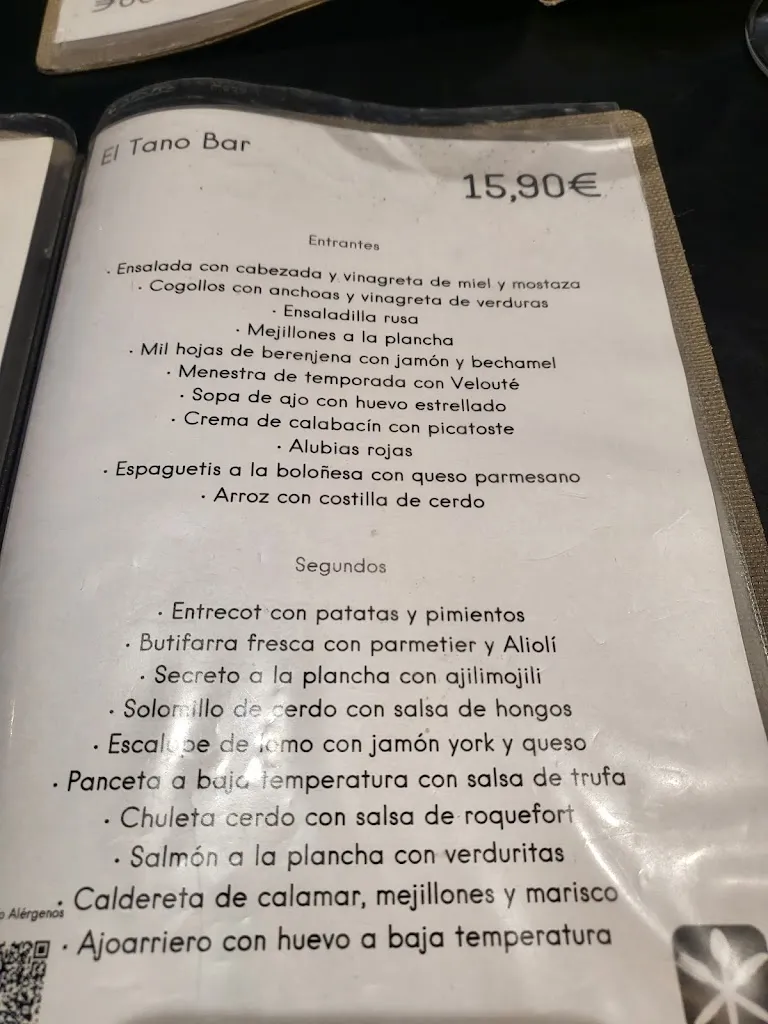 El Tano Bar
15,90€
Entrantes
· Ensalada con cabezada y vinagreta de miel y mostaza
· Cogollos con anchoas y vinagreta de verduras
· Ensaladilla rusa
· Mejillones a la plancha
· Mil hojas de berenjena con jamón y bechamel
· Menestra de temporada con Velouté
· Sopa de ajo con huevo estrellado
· Crema de calabacín con picatoste
· Alubias rojas
· Espaguetis a la boloñesa con queso parmesano
· Arroz con costilla de cerdo
Segundos
· Entrecot con patatas y pimientos
· Butifarra fresca con parmetier y Aliolí
· Secreto a la plancha con ajilimojili
· Solomillo de cerdo con salsa de hongos
· Escalope de lomo con jamón york y queso
· Panceta a baja temperatura con salsa de trufa
· Chuleta cerdo con salsa de roquefort
· Salmón a la plancha con verduritas
· Caldereta de calamar, mejillones y marisco
· Ajoarriero con huevo a baja temperatura
Alérgenos